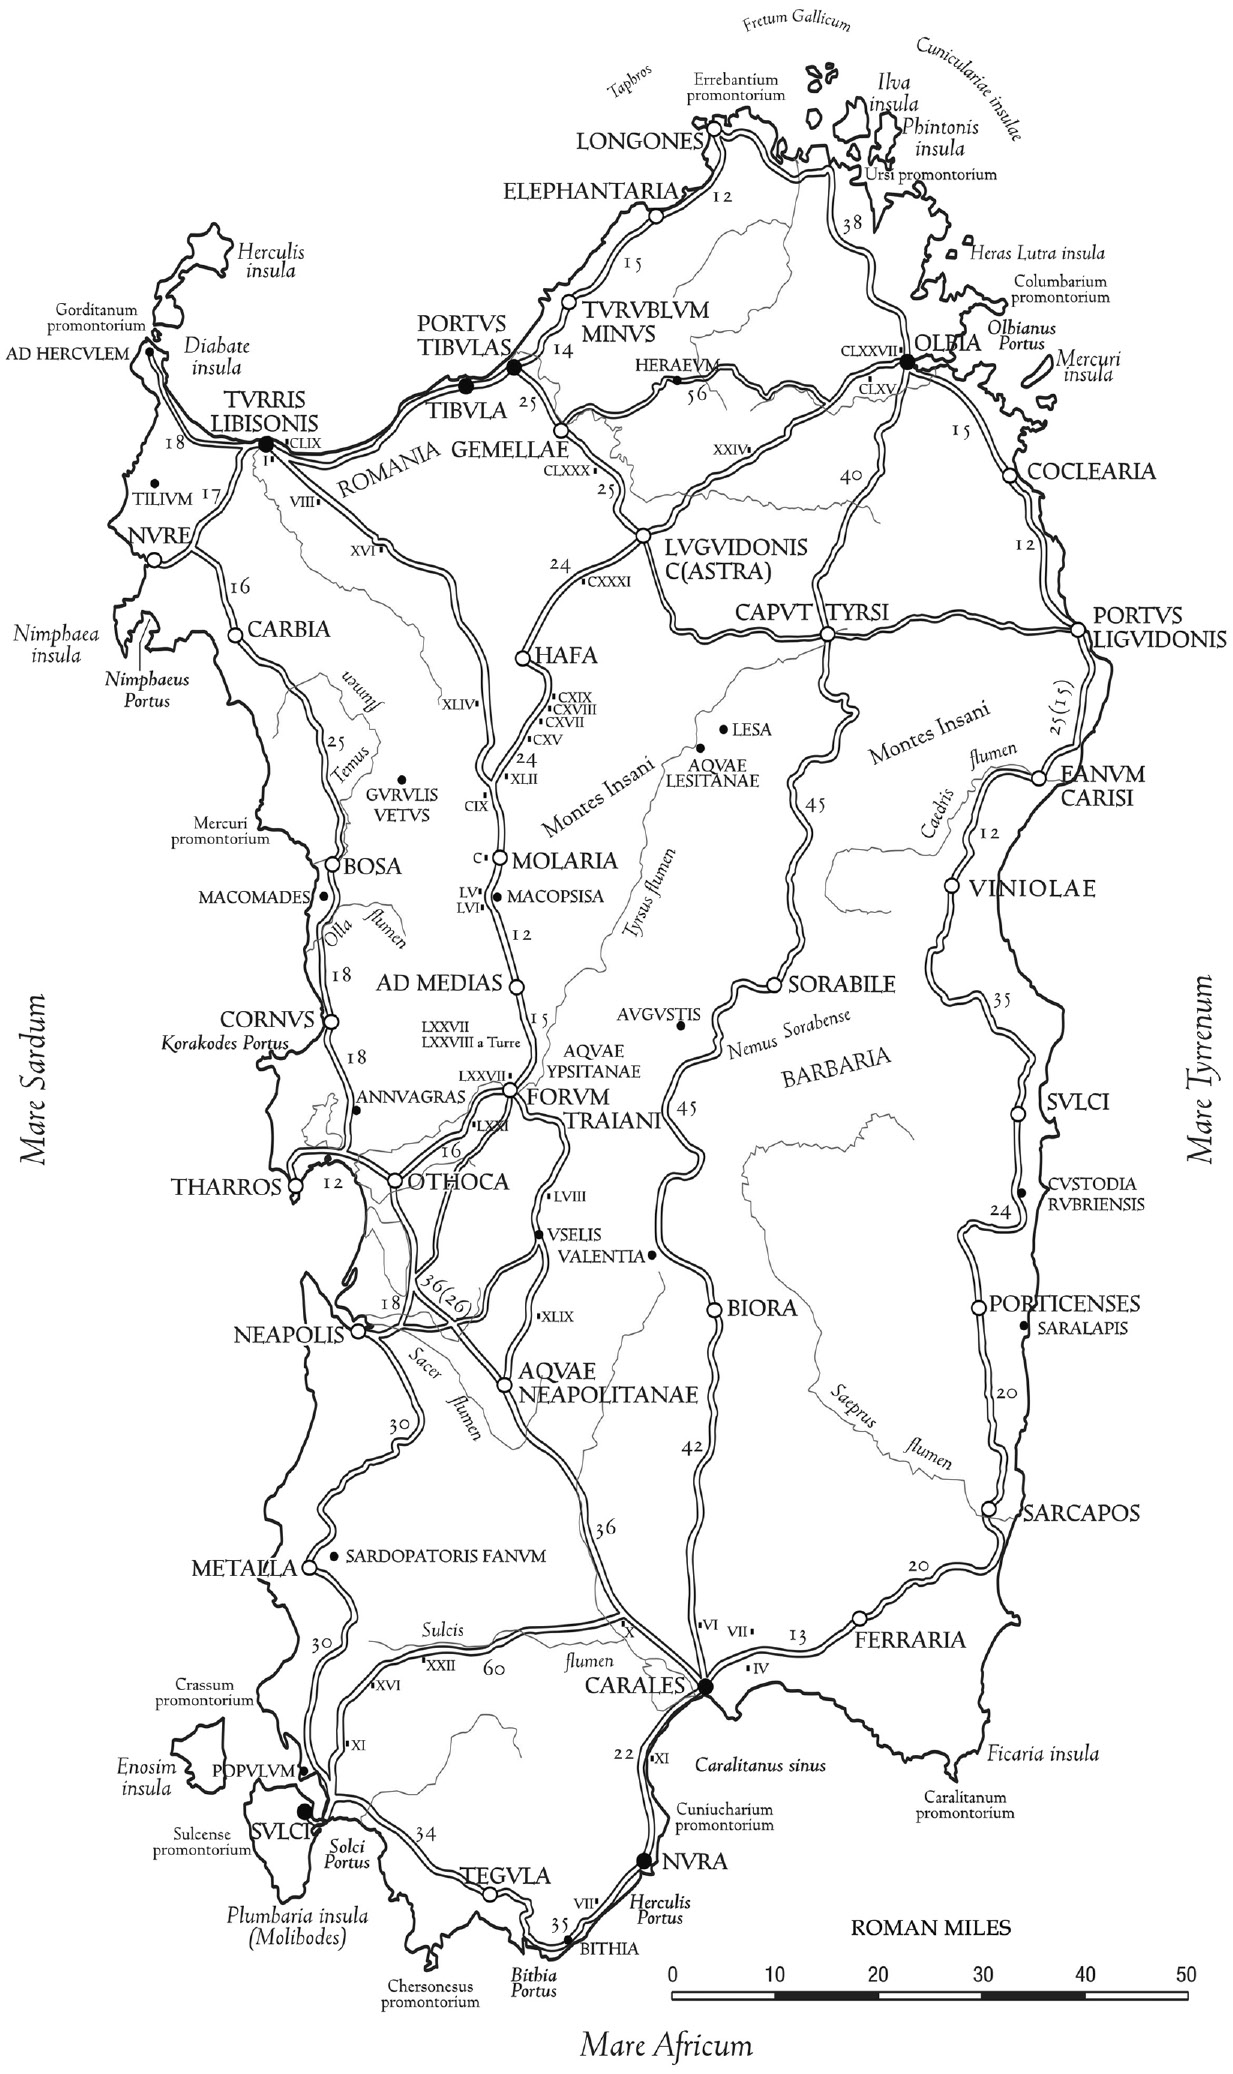 Fretum Gallicum
Cuniculariae insulae
Taphros
Errebantium
promontorium
Ilva
insula
Phintonis
insula
LONGONES
Ursi promontorium
ELEPHANTARIA
12
38
Herculis
insula
Heras Lutra insula
15
Columbarium
promontorium
Gorditanum
promontorium
TVRVBLVM
MINVS
PORTVS
TIBVLAS
Olbianus
Portus
AD HERCVLEM
Diabate
insula
14
CLXXVII
OLBIA
Mercuri
insula
HERAEVM
56
CLXV
TVRRIS
LIBISONIS
TIBVLA
25
18
CLIX
I
ROMANIA
GEMELLAE
XXIV
15
TILIVM
17
VIII
CLXXX
25
40
COCLEARIA
NVRE
XVI
LVGVIDONIS
C(ASTRA)
12
16
24
CXXXI
CAPVT TYRSI
PORTVS
LIGVIDONIS
Nimphaea
insula
CARBIA
HAFA
Nimphaeus
Portus
flumen
Temus
XLIV
CXIX
CXVIII
CXVII
CXV
LESA
Montes Insani
25(15)
25
AQVAE
LESITANAE
24
XLII
GVRVLIS
VETVS
CIX
Montes Insani
45
flumen
Caedris
FANVM
CARISI
Mercuri
promontorium
12
BOSA
C
MOLARIA
VINIOLAE
MACOMADES
LV
LVI
MACOPSISA
Tyrsus flumen
Olla
flumen
12
18
AD MEDIAS
SORABILE
35
CORNVS
Korakodes Portus
LXXVII
LXXVIII a Turre
15
AVGVSTIS
Nemus Sorabense
BARBARIA
Mare Sardum
Mare Tyrrenum
18
AQVAE
YPSITANAE
LXXVII
ANNVAGRAS
FORVM
TRAIANI
45
SVLCI
LXXI
16
THARROS
12
OTHOCA
LVIII
CVSTODIA
RVBRIENSIS
24
VSELIS
VALENTIA
36(26)
18
BIORA
PORTICENSES
SARALAPIS
NEAPOLIS
XLIX
Sacer
flumen
AQVAE
NEAPOLITANAE
Saeprus
flumen
20
30
42
SARCAPOS
36
METALLA
SARDOPATORIS FANVM
20
30
Sulcis
flumen
X
VI
VII
13
FERRARIA
XXII
60
IV
XVI
CARALES
Crassum
promontorium
XI
22
XI
Ficaria insula
Enosim
insula
POPVLVM
Caralitanus sinus
Caralitanum
promontorium
Cuniucharium
promontorium
Sulcense
promontorium
SVLCI
Solci
Portus
34
NVRA
TEGVLA
Plumbaria insula
(Molibodes)
VII
Herculis
Portus
35
BITHIA
Chersonesus
promontorium
Bithia
Portus
ROMAN MILES
0 10 20 30 40 50
Mare Africum